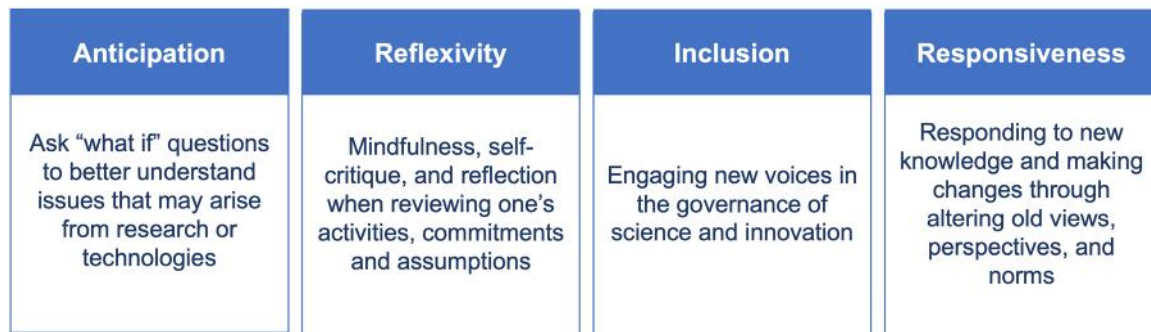 Anticipation
Ask “what if” questions
to better understand
issues that may arise
from research or
technologies
Reflexivity
Mindfulness, self-
critique, and reflection
when reviewing one’s
activities, commitments
and assumptions
Inclusion
Engaging new voices in
the governance of
science and innovation
Responsiveness
Responding to new
knowledge and making
changes through
altering old views,
perspectives, and
norms